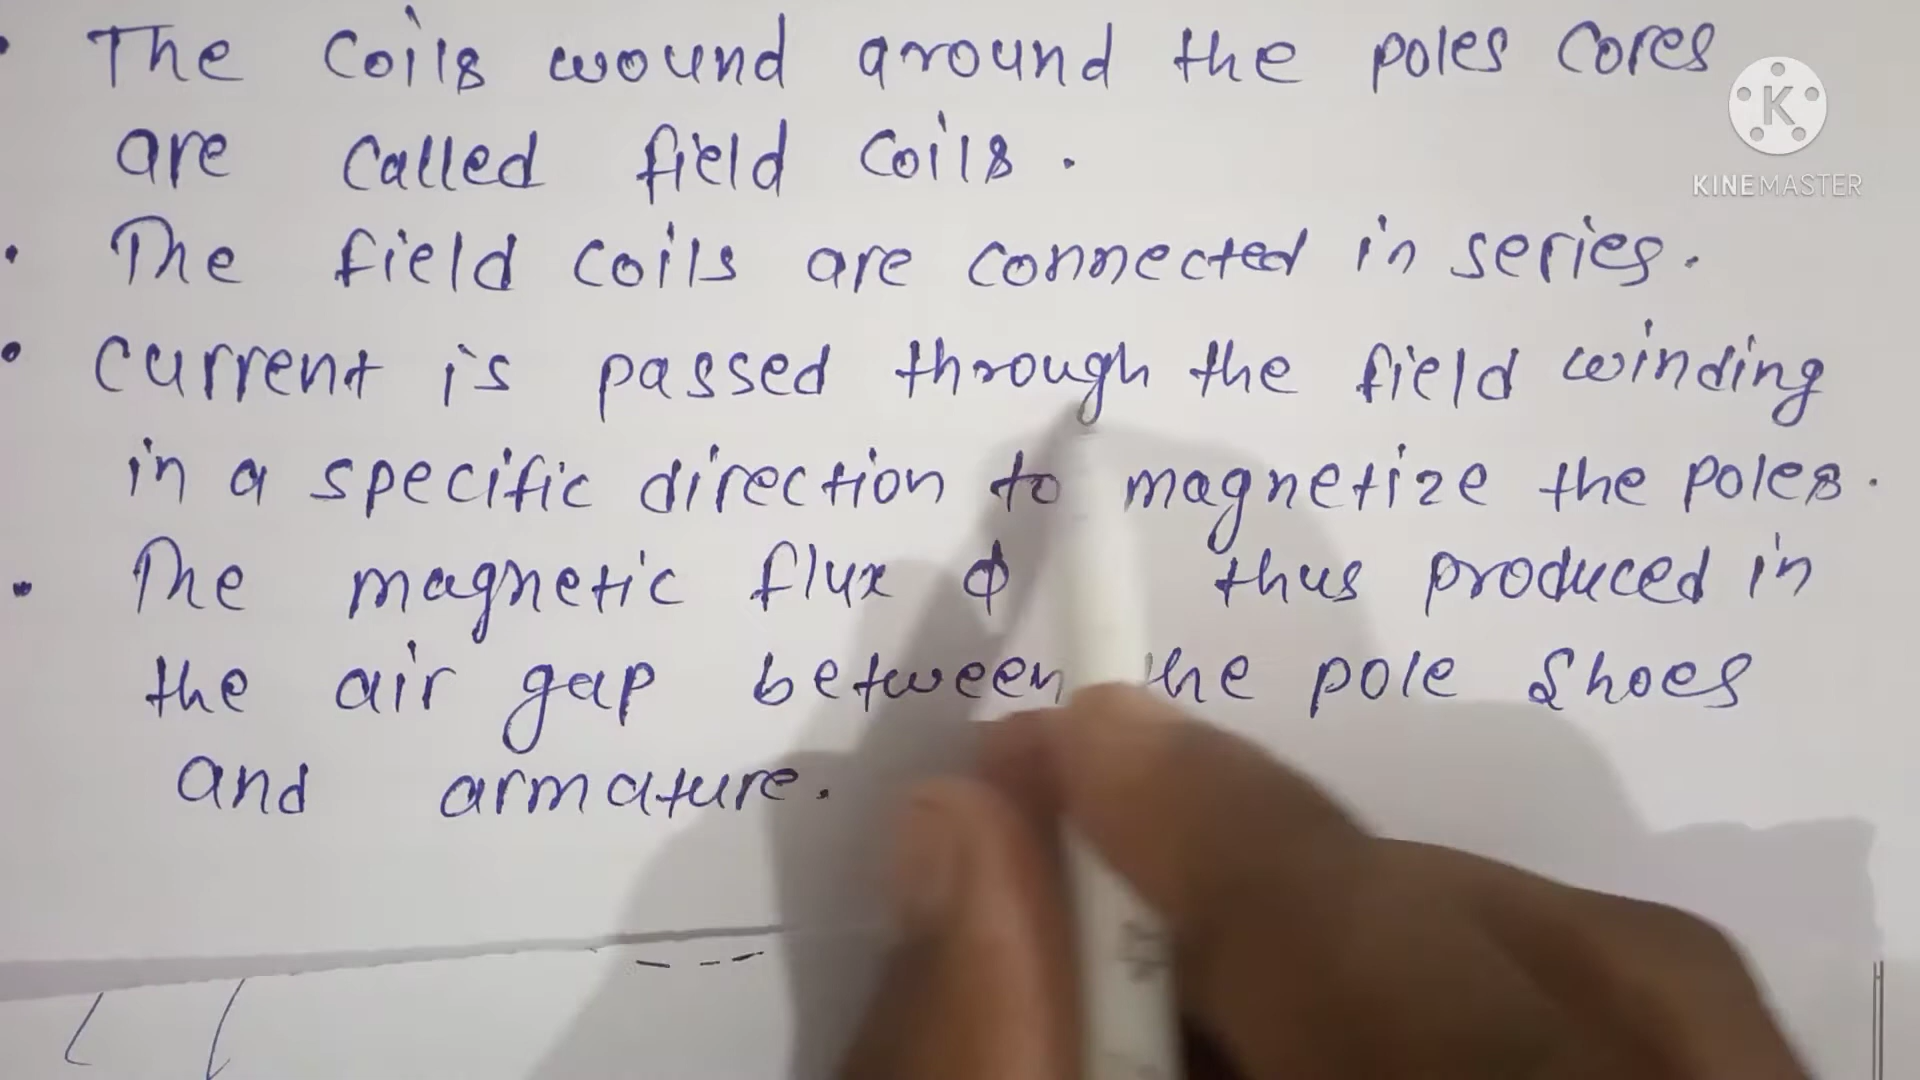 • The coils wound around the poles cores
are called field coils.
• The field coils are connected in series.
• Current is passed through the field winding
in a specific direction to magnetize the poles.
• The magnetic flux ϕ thus produced in
the air gap between the pole shoes
and armature.
K
KINEMASTER